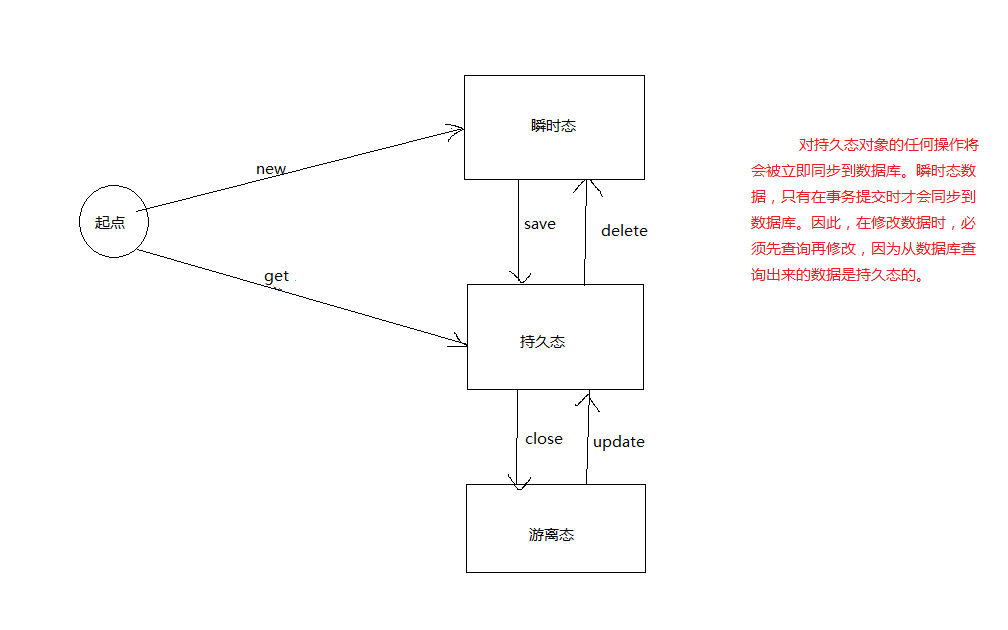 瞬时态
new
起点
save
delete
get
持久态
close
update
游离态
对持久态对象的任何操作将
会被立即同步到数据库。瞬时态数
据，只有在事务提交时才会同步到
数据库。因此，在修改数据时，必
须先查询再修改，因为从数据库查
询出来的数据是持久态的。